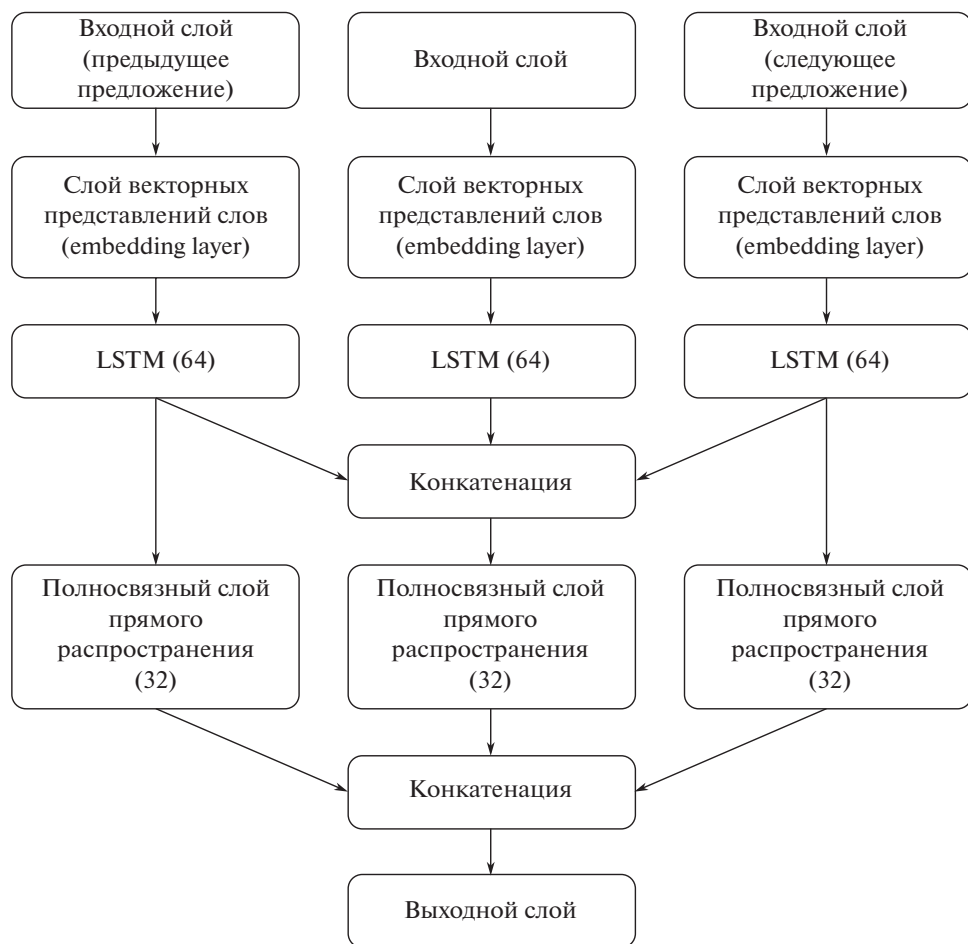 Входной слой
(предыдущее
предложение)
Входной слой
Входной слой
(следующее
предложение)
Слой векторных
представлений слов
(embedding layer)
Слой векторных
представлений слов
(embedding layer)
Слой векторных
представлений слов
(embedding layer)
LSTM (64)
LSTM (64)
LSTM (64)
Конкатенация
Полносвязный слой
прямого
распространения
(32)
Полносвязный слой
прямого
распространения
(32)
Полносвязный слой
прямого
распространения
(32)
Конкатенация
Выходной слой